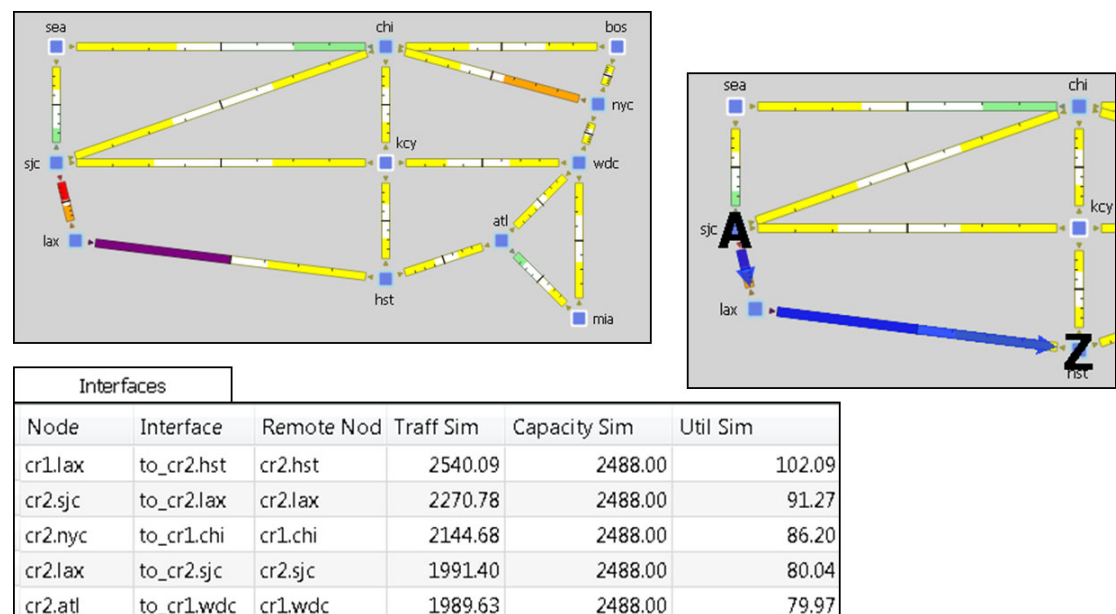 sea
chi
bos
nyc
sjc
kcy
wdc
lax
atl
hst
mia
sea
chi
kcy
sjc
A
lax
Z
hst
Interfaces
Node Interface Remote Nod Traff Sim Capacity Sim Util Sim
cr1.lax to_cr2.hst cr2.hst 2540.09 2488.00 102.09
cr2.sjc to_cr2.lax cr2.lax 2270.78 2488.00 91.27
cr2.nyc to_cr1.chi cr1.chi 2144.68 2488.00 86.20
cr2.lax to_cr2.sjc cr2.sjc 1991.40 2488.00 80.04
cr2.atl to_cr1.wdc cr1.wdc 1989.63 2488.00 79.97